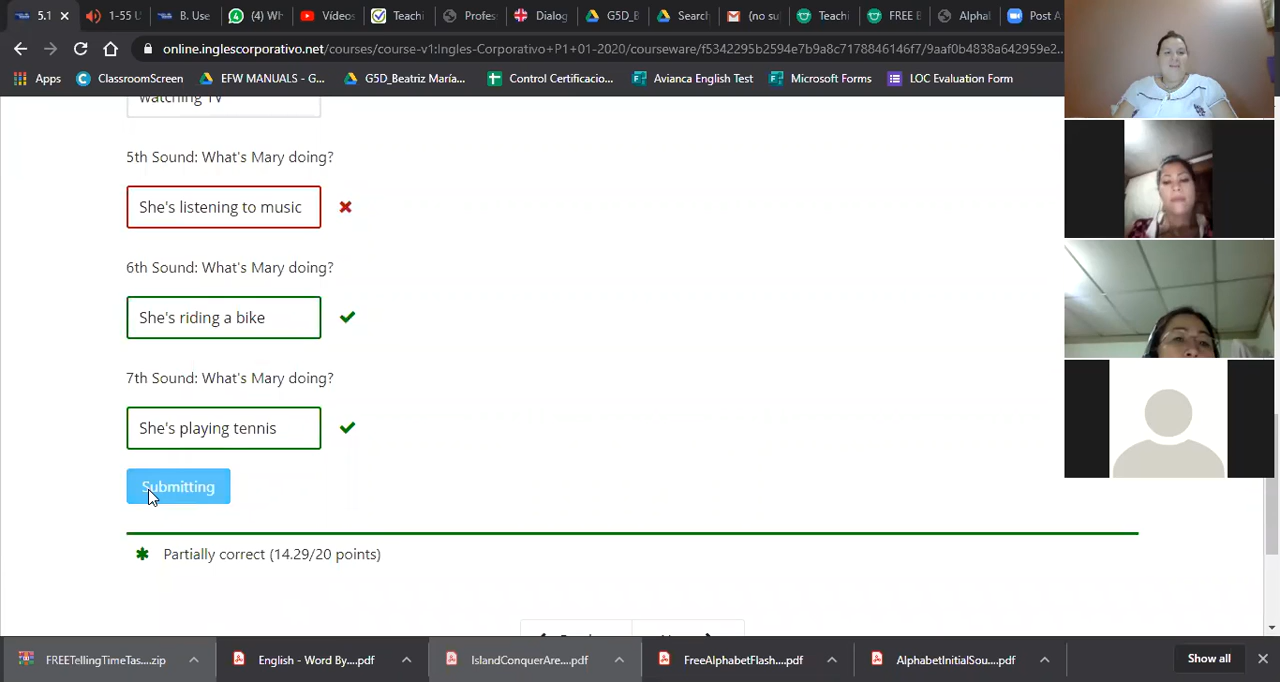 5.1
1-55 U
B. Use
(4) Wh
Vídeos
Teachi
Profes
Dialog
G5D_B
Search
(no su
Teachi
FREE B
Alphal
Post A
online.inglescorporativo.net/courses/course-v1:Ingles-Corporativo+P1+01-2020/courseware/f5342295b2594e7b9a8c7178846146f7/9aaf0b4838a642959e2...
Apps
ClassroomScreen
EFW MANUALS - G...
G5D_Beatriz María...
Control Certificacio...
Avianca English Test
Microsoft Forms
LOC Evaluation Form
watching TV
5th Sound: What's Mary doing?
She's listening to music
6th Sound: What's Mary doing?
She's riding a bike
7th Sound: What's Mary doing?
She's playing tennis
Submitting
Partially correct (14.29/20 points)
FREETellingTimeTas....zip
English - Word By....pdf
IslandConquerAre....pdf
FreeAlphabetFlash....pdf
AlphabetInitialSou....pdf
Show all